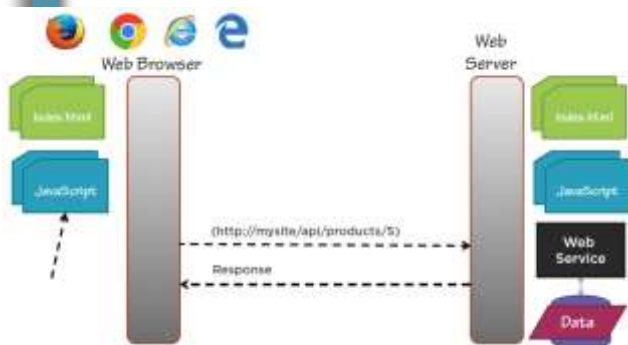 Web Browser
Web
Server
Index.html
JavaScript
(http://mysite/api/products/5)
Response
Index.html
JavaScript
Web
Service
Data